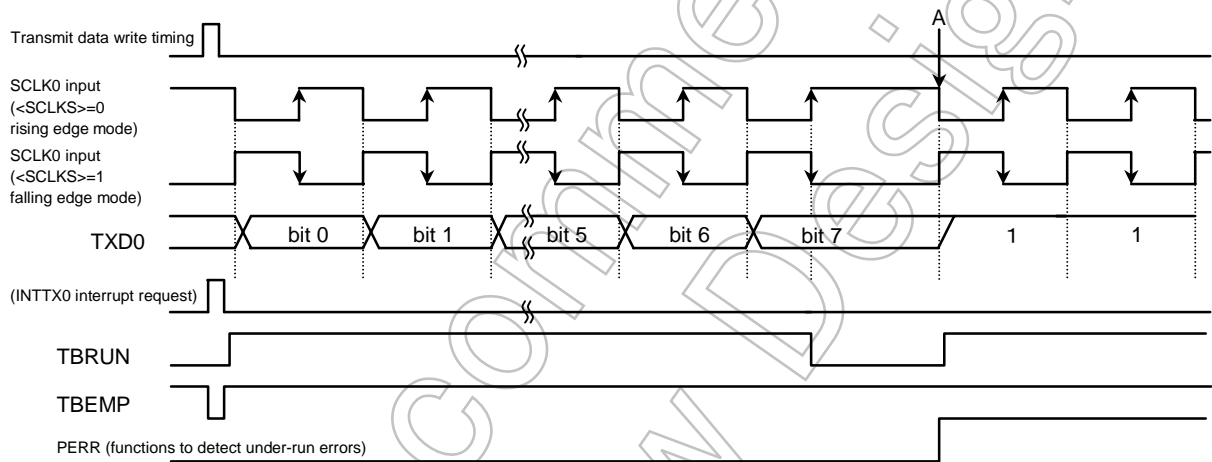 A
Transmit data write timing
SCLK0 input
(<SCLKS>=0
rising edge mode)
SCLK0 input
(<SCLKS>=1
falling edge mode)
TXD0
bit 0
bit 1
bit 5
bit 6
bit 7
1
1
(INTTX0 interrupt request)
TBRUN
TBEMP
PERR (functions to detect under-run errors)